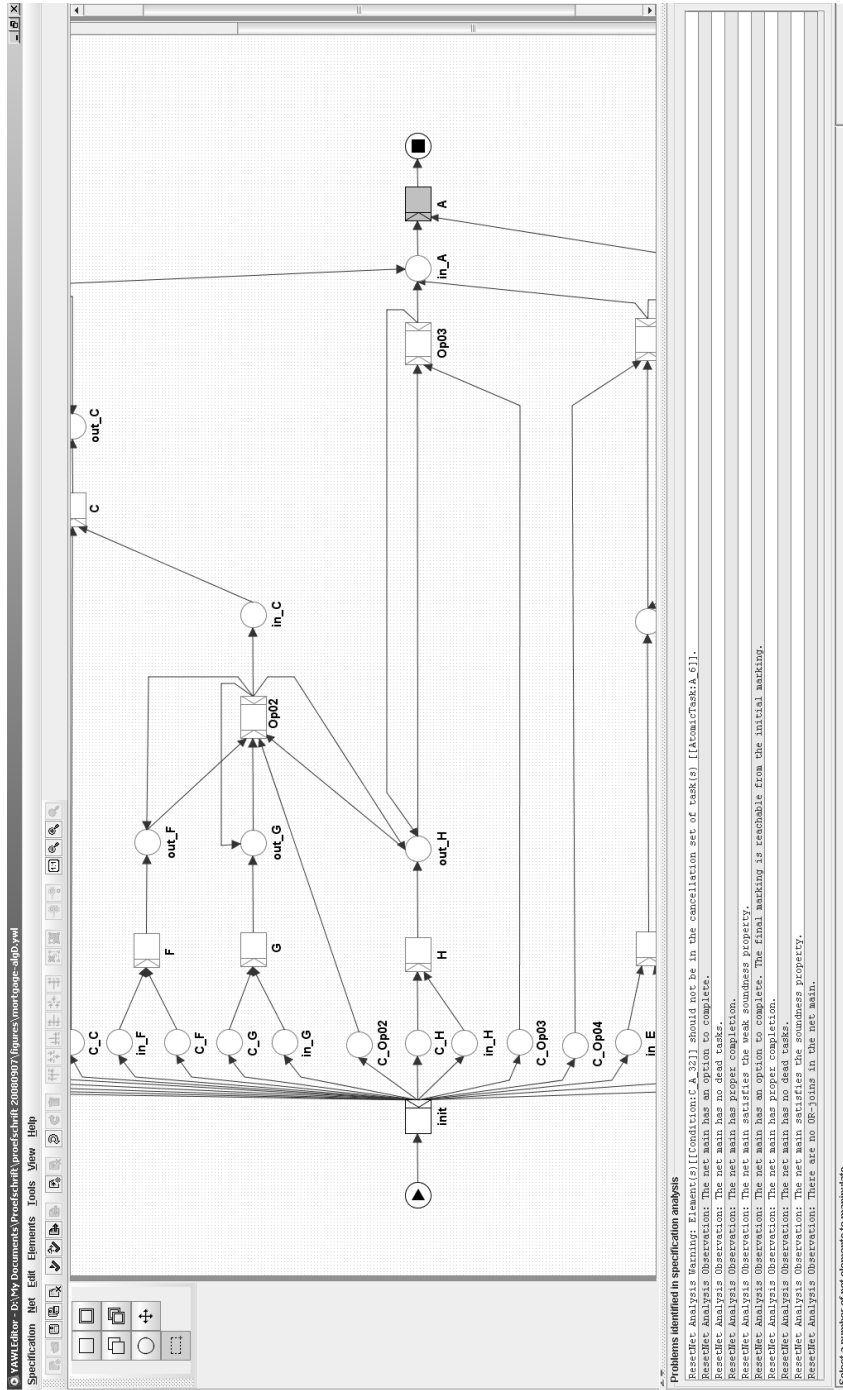 YAWLEditor - D:\My Documents\Proefschrift\proefschrift 20080907\figures\mortgage-algD.ywl
Specification Net Edit Elements Tools View Help
C_C
in_F
C_F
C_G
in_G
C_Op02
C_H
in_H
C_Op03
C_Op04
in_E
init
F
G
H
out_F
out_G
out_H
Op02
in_C
C
out_C
Op03
in_A
A
Problems identified in specification analysis
ResetNet Analysis Warning: Element(s)[[Condition:C_A_32]] should not be in the cancellation set of task(s) [[AtomicTask:A_6]].
ResetNet Analysis Observation: The net main has an option to complete.
ResetNet Analysis Observation: The net main has no dead tasks.
ResetNet Analysis Observation: The net main has proper completion.
ResetNet Analysis Observation: The net main satisfies the weak soundness property.
ResetNet Analysis Observation: The net main has an option to complete. The final marking is reachable from the initial marking.
ResetNet Analysis Observation: The net main has proper completion.
ResetNet Analysis Observation: The net main has no dead tasks.
ResetNet Analysis Observation: The net main satisfies the soundness property.
ResetNet Analysis Observation: There are no OR-joins in the net main.
Select a number of net elements to manipulate